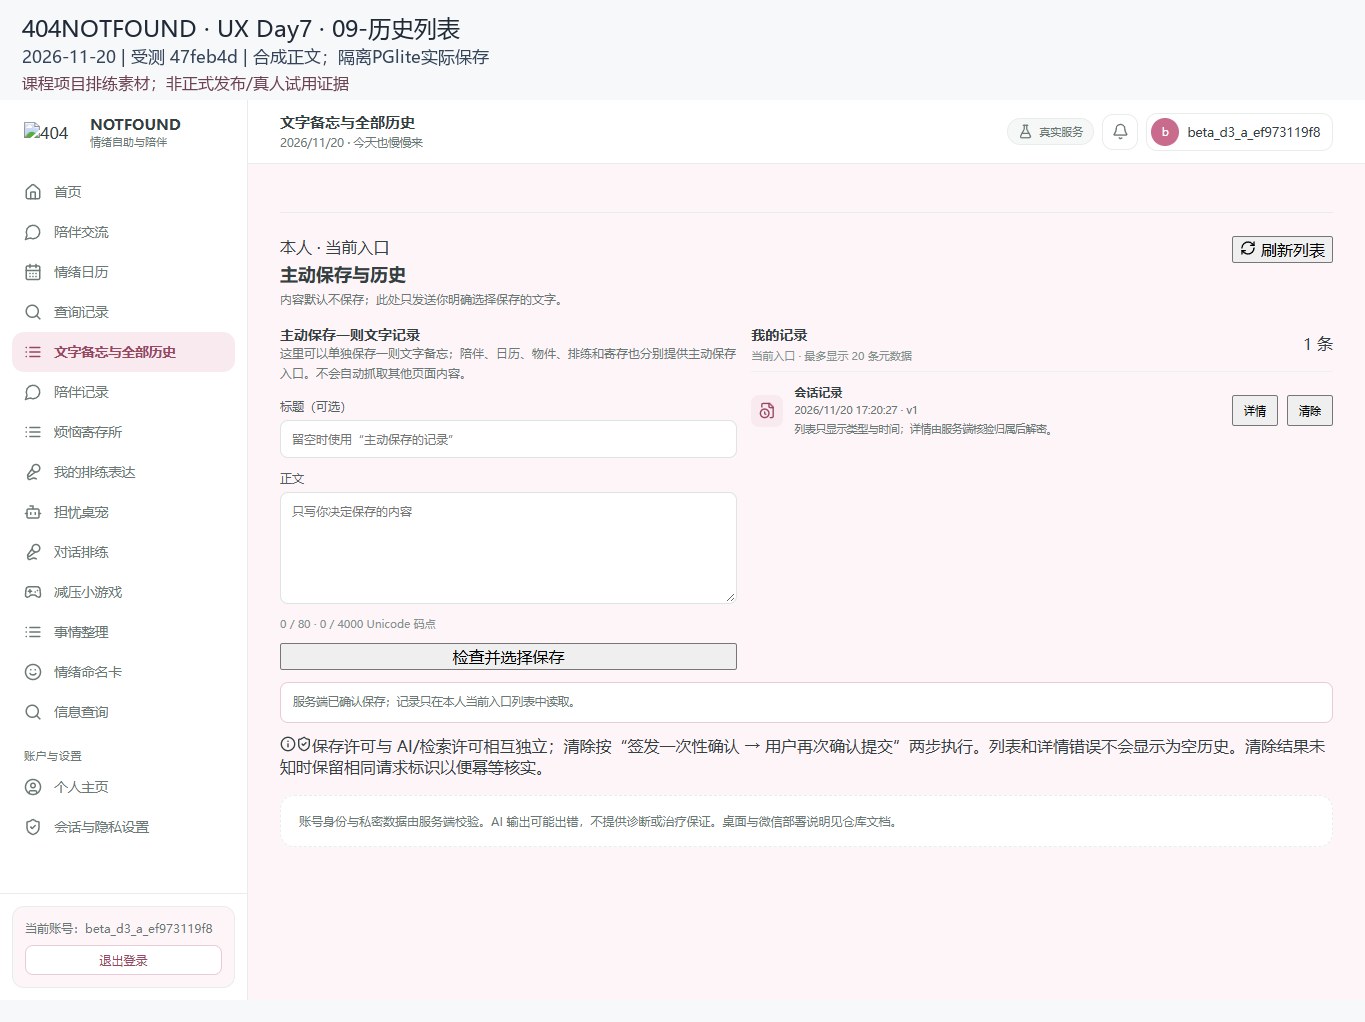 404NOTFOUND · UX Day7 · 09-历史列表
2026-11-20 | 受测 47feb4d | 合成正文；隔离PGlite实际保存
课程项目排练素材；非正式发布/真人试用证据
404
NOTFOUND
情绪自助与陪伴
首页
陪伴交流
情绪日历
查询记录
文字备忘与全部历史
陪伴记录
烦恼寄存所
我的排练表达
担忧桌宠
对话排练
减压小游戏
事情整理
情绪命名卡
信息查询
账户与设置
个人主页
会话与隐私设置
当前账号：beta_d3_a_ef973119f8
退出登录
文字备忘与全部历史
2026/11/20 · 今天也慢慢来
真实服务
b
beta_d3_a_ef973119f8
本人 · 当前入口
主动保存与历史
内容默认不保存；此处只发送你明确选择保存的文字。
刷新列表
主动保存一则文字记录
这里可以单独保存一则文字备忘；陪伴、日历、物件、排练和寄存也分别提供主动保存
入口。不会自动抓取其他页面内容。
标题（可选）
留空时使用“主动保存的记录”
正文
只写你决定保存的内容
0 / 80 · 0 / 4000 Unicode 码点
检查并选择保存
我的记录
当前入口 · 最多显示 20 条元数据
1 条
会话记录
2026/11/20 17:20:27 · v1
列表只显示类型与时间；详情由服务端核验归属后解密。
详情
清除
服务端已确认保存；记录只在本人当前入口列表中读取。
保存许可与 AI/检索许可相互独立；清除按“签发一次性确认 → 用户再次确认提交”两步执行。列表和详情错误不会显示为空历史。清除结果未
知时保留相同请求标识以便幂等核实。
账号身份与私密数据由服务端校验。AI 输出可能出错，不提供诊断或治疗保证。桌面与微信部署说明见仓库文档。